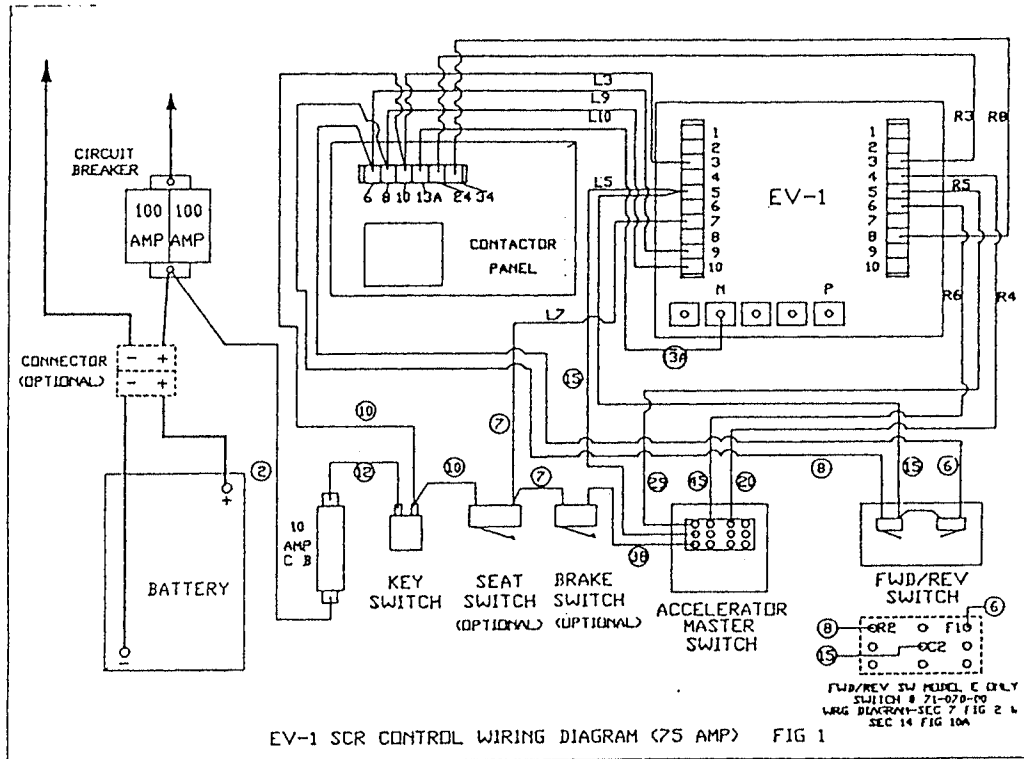 L3
L9
L10
R3 R8
CIRCUIT
BREAKER
100 100
AMP AMP
6 8 10 13A 24 34
CONTACTOR
PANEL
L5
EV-1
1
2
3
4
5
6
7
8
9
10
1
2
3
4
5
6
7
8
9
10
R5
R6
R4
N
P
L7
13A
CONNECTOR
(OPTIONAL)
- +
- +
10
15
7
2
12
10
7
29
45
20
8
15
6
+
-
BATTERY
10
AMP
C B
KEY
SWITCH
SEAT
SWITCH
(OPTIONAL)
BRAKE
SWITCH
(OPTIONAL)
ACCELERATOR
MASTER
SWITCH
FWD/REV
SWITCH
6
8
R2
F1
15
C2
FWD/REV SW MODEL E ONLY
SWITCH # 71-070-00
WRG DIAGRAM-SEC 7 FIG 2 &
SEC 14 FIG 10A
EV-1 SCR CONTROL WIRING DIAGRAM (75 AMP) FIG 1